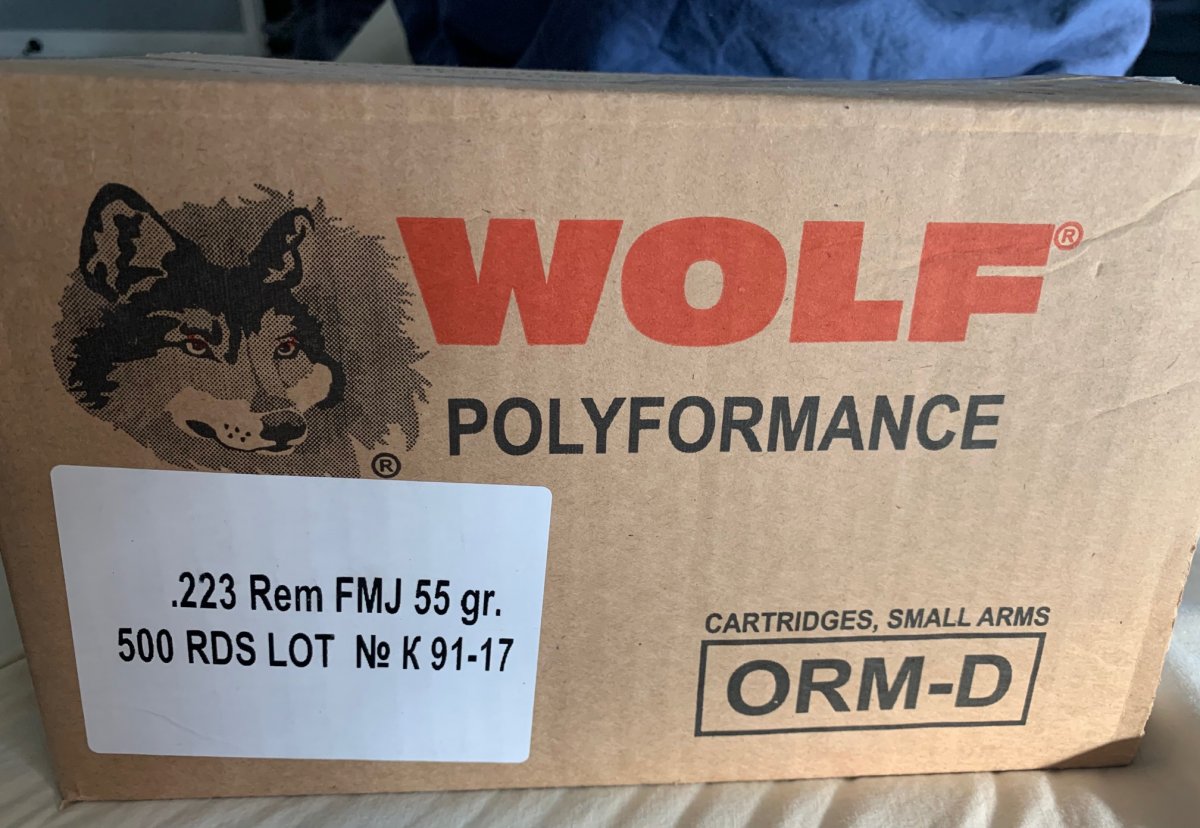 WOLF®
POLYFORMANCE
®
.223 Rem FMJ 55 gr.
500 RDS LOT № K 91-17
CARTRIDGES, SMALL ARMS
ORM-D